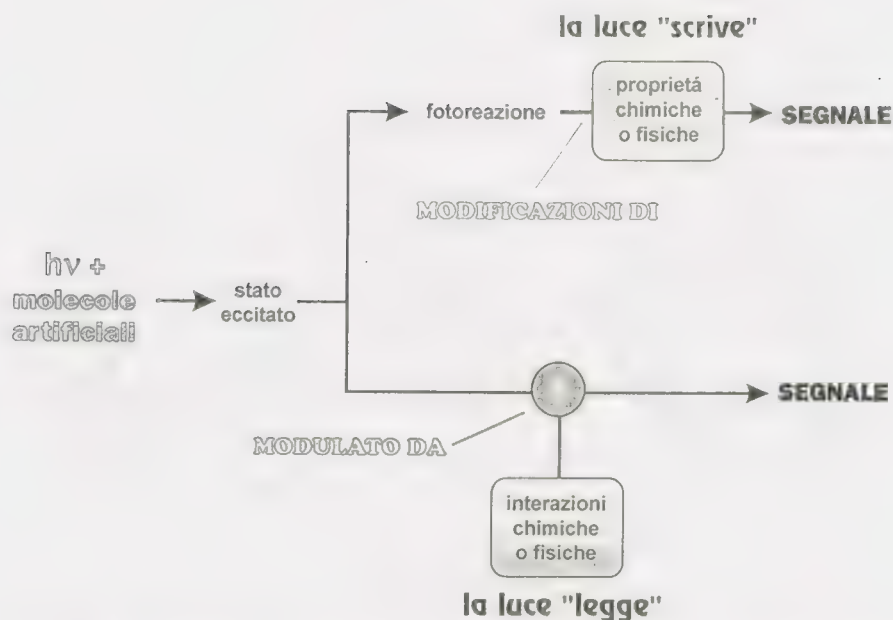 la luce "scrive"
proprietá
chimiche
o fisiche
fotoreazione
SEGNALE
MODIFICAZIONI DI
hν +
molecole
artificiali
stato
eccitato
SEGNALE
MODULATO DA
interazioni
chimiche
o fisiche
la luce "legge"